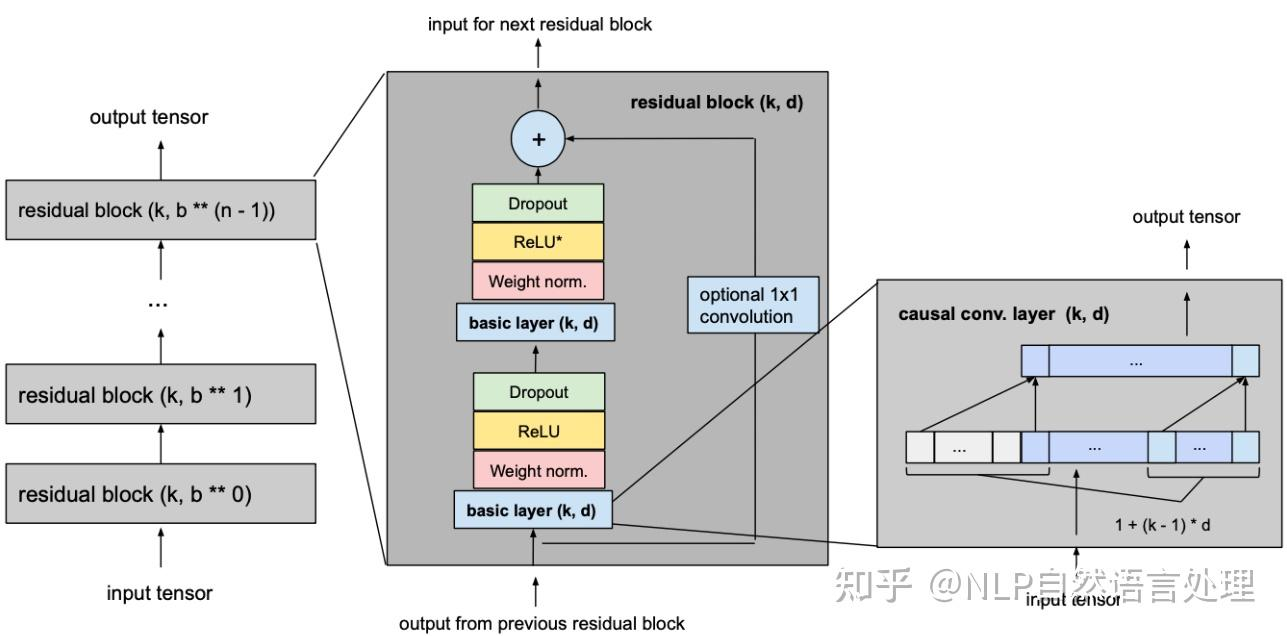 output tensor
residual block (k, b ** (n - 1))
...
residual block (k, b ** 1)
residual block (k, b ** 0)
input tensor
input for next residual block
residual block (k, d)
+
Dropout
ReLU*
Weight norm.
basic layer (k, d)
optional 1x1
convolution
Dropout
ReLU
Weight norm.
basic layer (k, d)
output from previous residual block
output tensor
causal conv. layer (k, d)
...
... ... ...
1 + (k - 1) * d
input tensor
知乎 @NLP自然语言处理